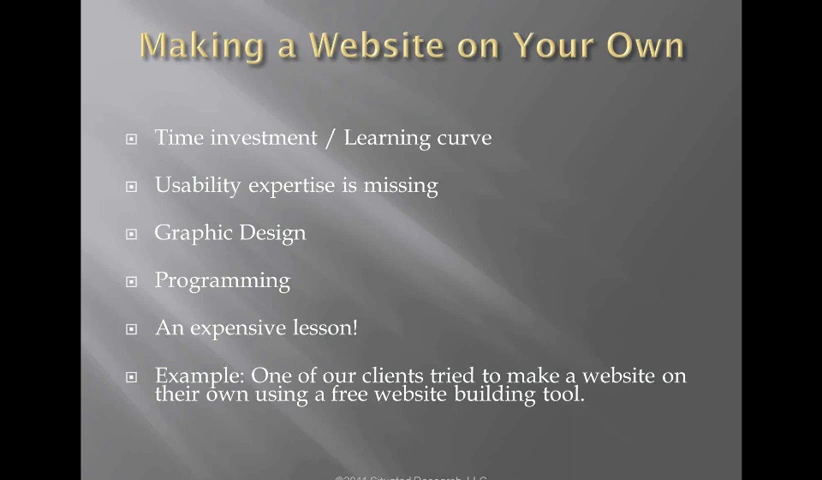 Making a Website on Your Own
Time investment / Learning curve
Usability expertise is missing
Graphic Design
Programming
An expensive lesson!
Example: One of our clients tried to make a website on
their own using a free website building tool.